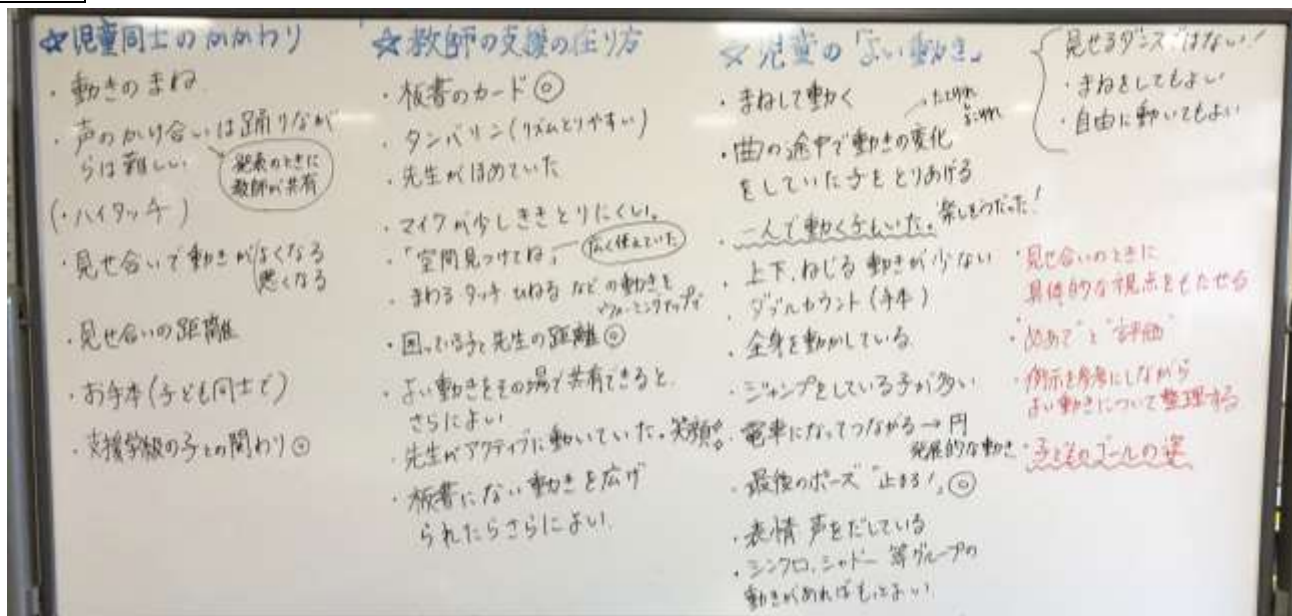 ☆児童同士のかかわり
・動きのまね
・声のかけ合いは踊りなが
らは難しい
発表のときに
教師が共有
(・ハイタッチ)
・見せ合いで動きがよくなる
悪くなる
・見せ合いの距離
・お手本(子ども同士で)
・支援学級の子との関わり◎
☆教師の支援の在り方
・板書のカード◎
・タンバリン(リズムとりやすい)
・先生がほめていた
・マイクが少しききとりにくい。
・「空間見つけてね」
広く使えていた
・まわる タッチ ひねる などの動きを
ウォーミングアップで
・困っている子と先生の距離◎
・よい動きをその場で共有できると
さらによい
・先生がアクティブに動いていた。笑顔
・板書にない動きを広げ
られたらさらによい
☆児童の「よい動き」
・まねして動く
・曲の途中で動きの変化
をしていた子をとりあげる
・一人で動く子もいた。楽しそうだった!
・上下、ねじる動きが少ない
・ダブルカウント(手本)
・全身を動かしている
・ジャンプをしている子が多い
・電車になってつながる→円
発展的な動き
・最後のポーズ "止まる!"◎
・表情 声をだしている
・シンクロ、シャドー 等グループの
動きがあればもっとよい!
見せるダンスではない!
・まねをしてもよい
・自由に動いてもよい
・見せ合いのときに
具体的な視点をもたせる
・"めあて"と"評価"
・例示を参考にしながら
よい動きについて整理する
・子どものゴールの姿